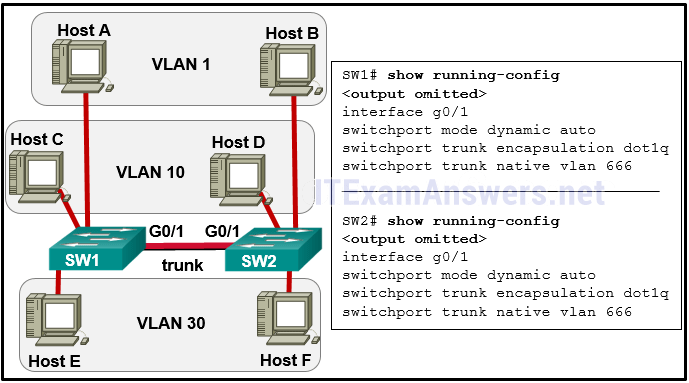 Host A
Host B
VLAN 1
Host C
Host D
VLAN 10
G0/1
G0/1
SW1
SW2
trunk
VLAN 30
Host E
Host F
SW1# show running-config
<output omitted>
interface g0/1
switchport mode dynamic auto
switchport trunk encapsulation dot1q
switchport trunk native vlan 666
ITExamAnswers.net
SW2# show running-config
<output omitted>
interface g0/1
switchport mode dynamic auto
switchport trunk encapsulation dot1q
switchport trunk native vlan 666